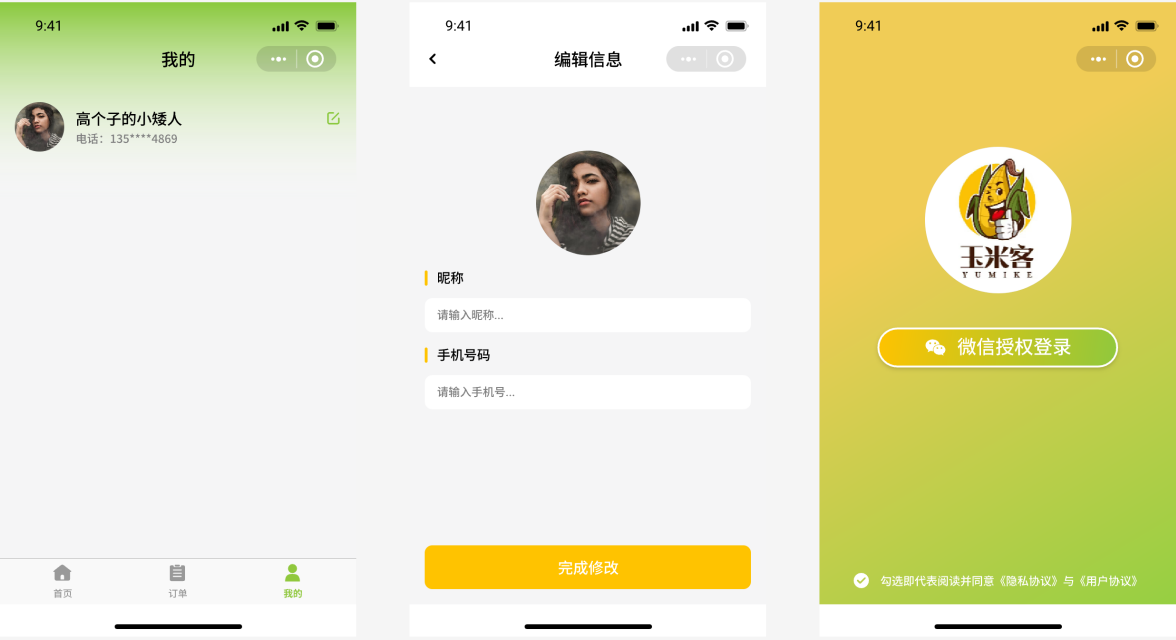 9:41
我的
高个子的小矮人
电话：135****4869
首页
订单
我的
9:41
编辑信息
昵称
请输入昵称...
手机号码
请输入手机号...
完成修改
9:41
玉米客
YUMIKE
微信授权登录
勾选即代表阅读并同意《隐私协议》与《用户协议》